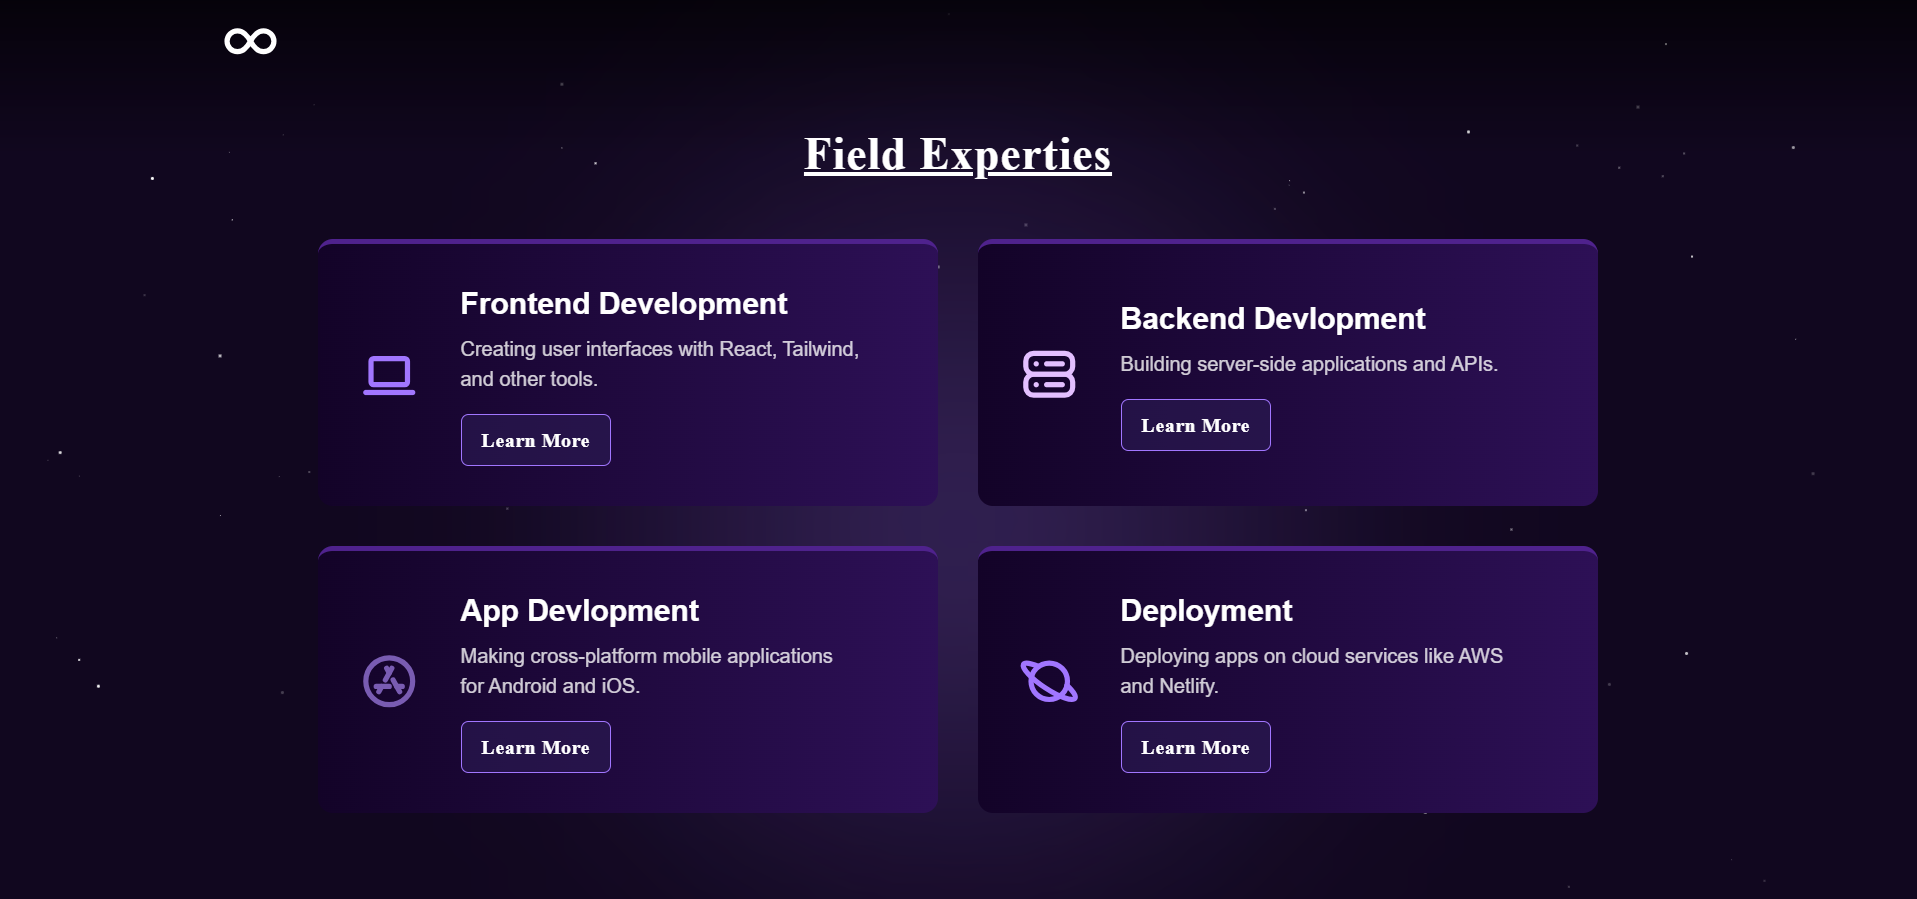 Field Experties
Frontend Development
Creating user interfaces with React, Tailwind,
and other tools.
Learn More
Backend Devlopment
Building server-side applications and APIs.
Learn More
App Devlopment
Making cross-platform mobile applications
for Android and iOS.
Learn More
Deployment
Deploying apps on cloud services like AWS
and Netlify.
Learn More